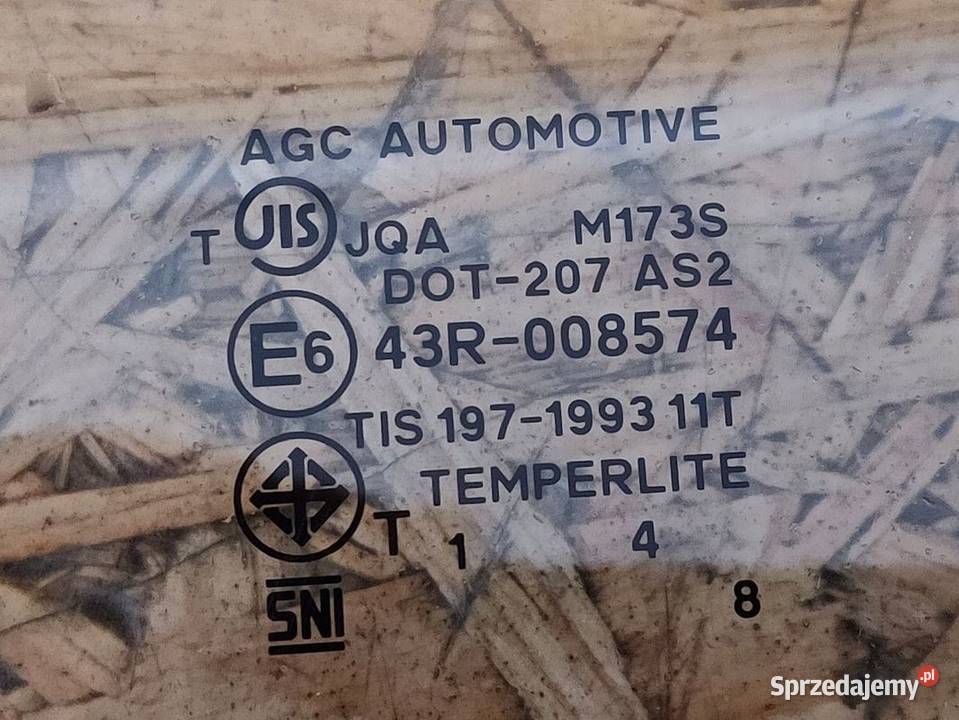 AGC AUTOMOTIVE
T JIS JQA M173S
DOT-207 AS2
E6 43R-008574
TIS 197-1993 11T
TEMPERLITE
T 1 4
SNI 8
Sprzedajemy.pl